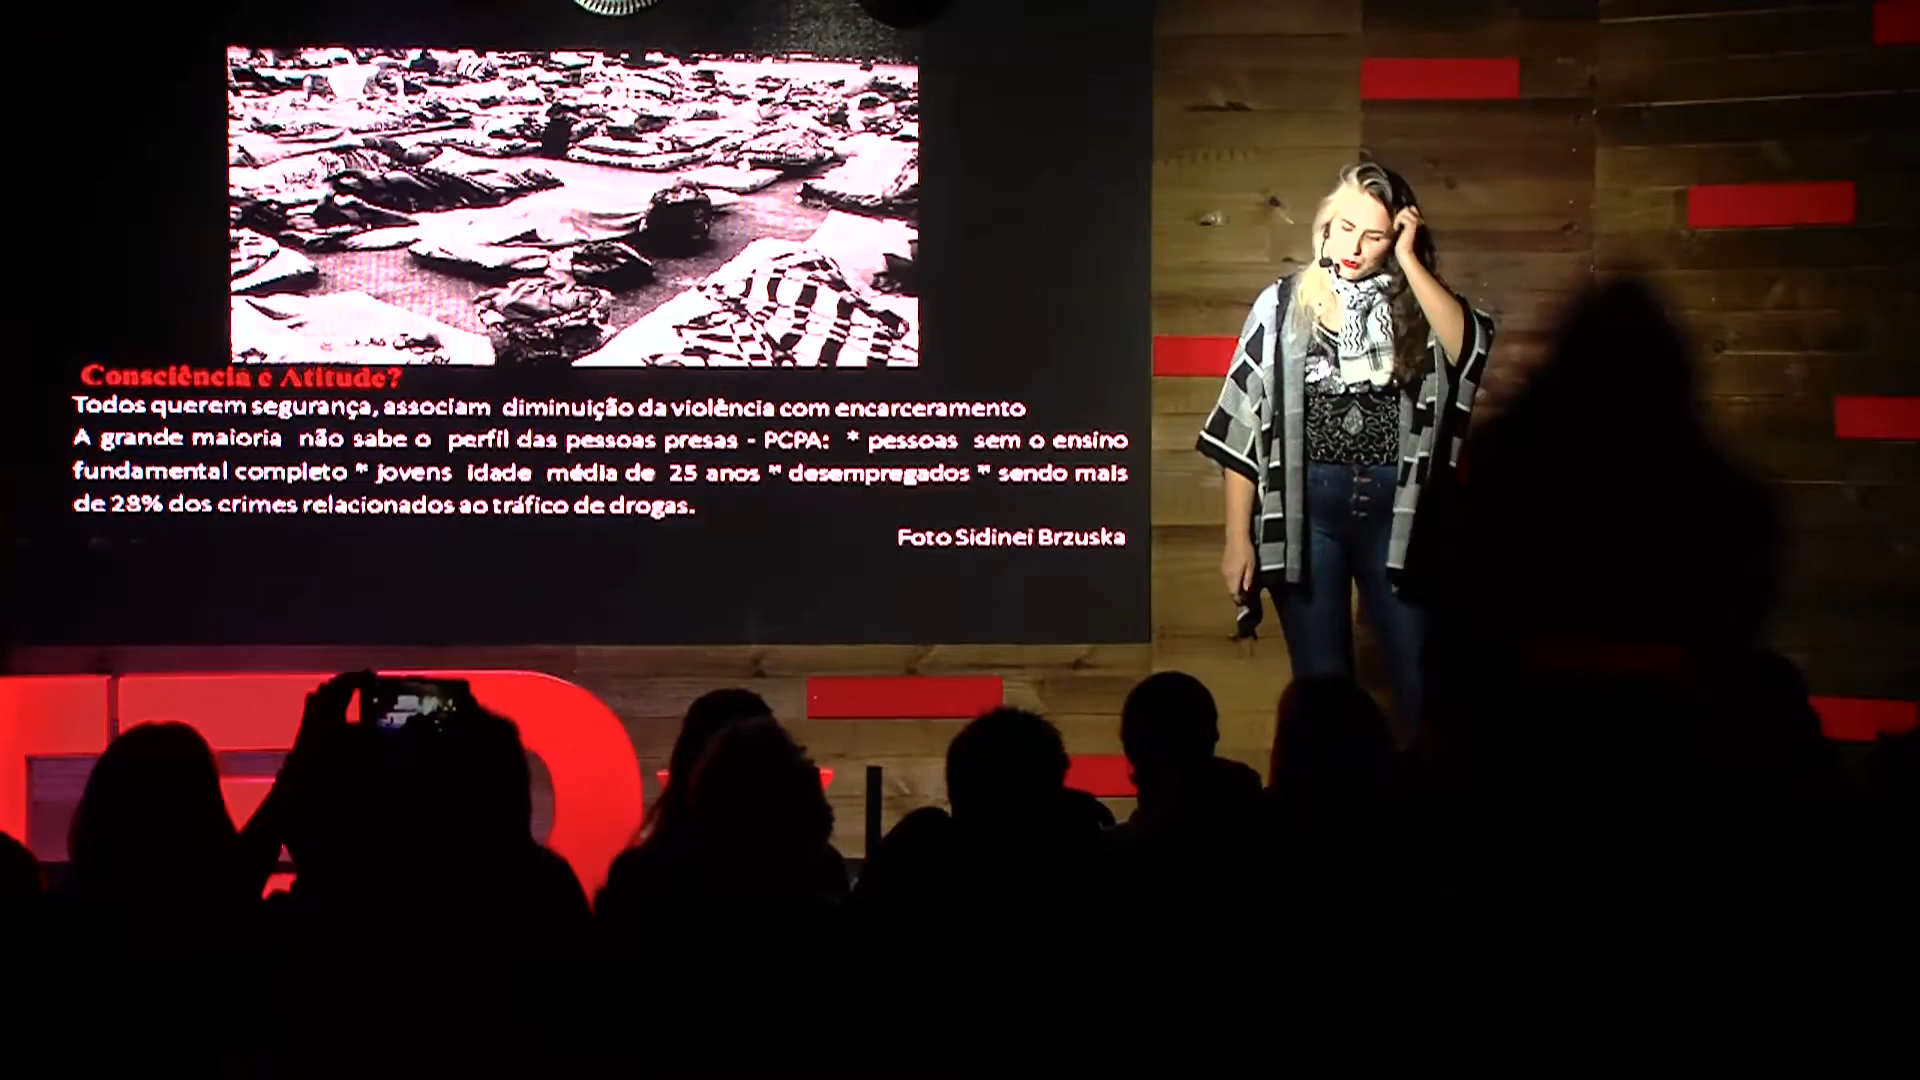 Consciência e Atitude?
Todos querem segurança, associam diminuição da violência com encarceramento
A grande maioria não sabe o perfil das pessoas presas - PCPA: * pessoas sem o ensino
fundamental completo * jovens idade média de 25 anos * desempregados * sendo mais
de 28% dos crimes relacionados ao tráfico de drogas.
Foto Sidinei Brzuska